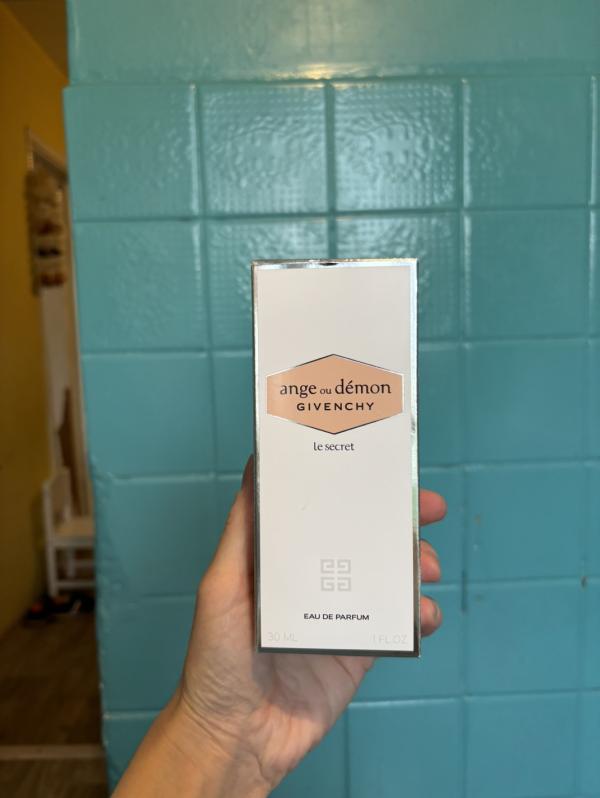 ange ou démon
GIVENCHY
le secret
EAU DE PARFUM
30 ML 1 FL.OZ